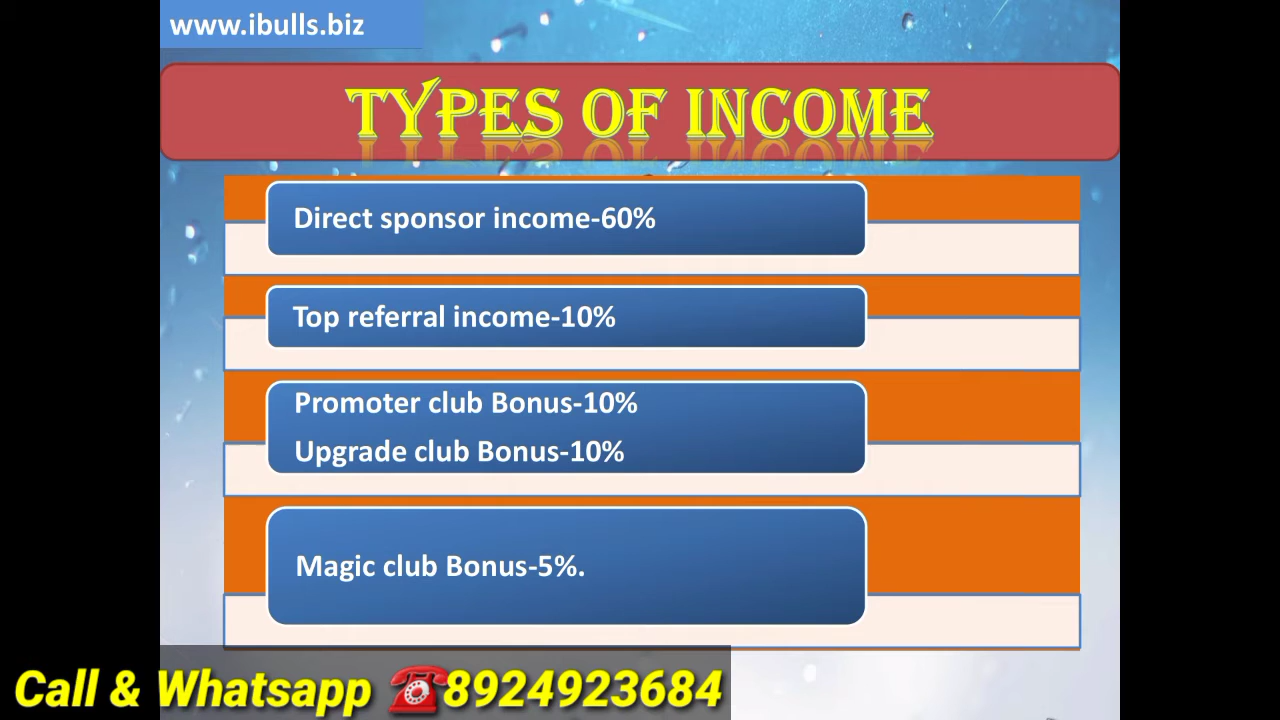 www.ibulls.biz
TYPES OF INCOME
Direct sponsor income-60%
Top referral income-10%
Promoter club Bonus-10%
Upgrade club Bonus-10%
Magic club Bonus-5%.
Call & Whatsapp ☎8924923684